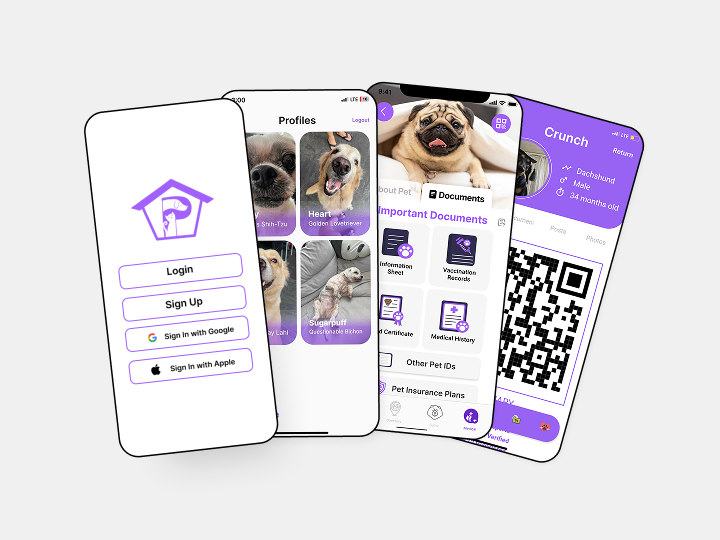 Login
Sign Up
Sign In with Google
Sign In with Apple
:00
LTE
Profiles
Logout
Shih-Tzu
Heart
Golden Lovetriever
Lahi
Sugarpuff
Questionable Bichon
9:41
About Pet
Documents
Important Documents
Information
Sheet
Vaccination
Records
Certificate
Medical History
Other Pet IDs
Pet Insurance Plans
LTE
Crunch
Return
Dachshund
Male
34 months old
Posts
Photos
Verified